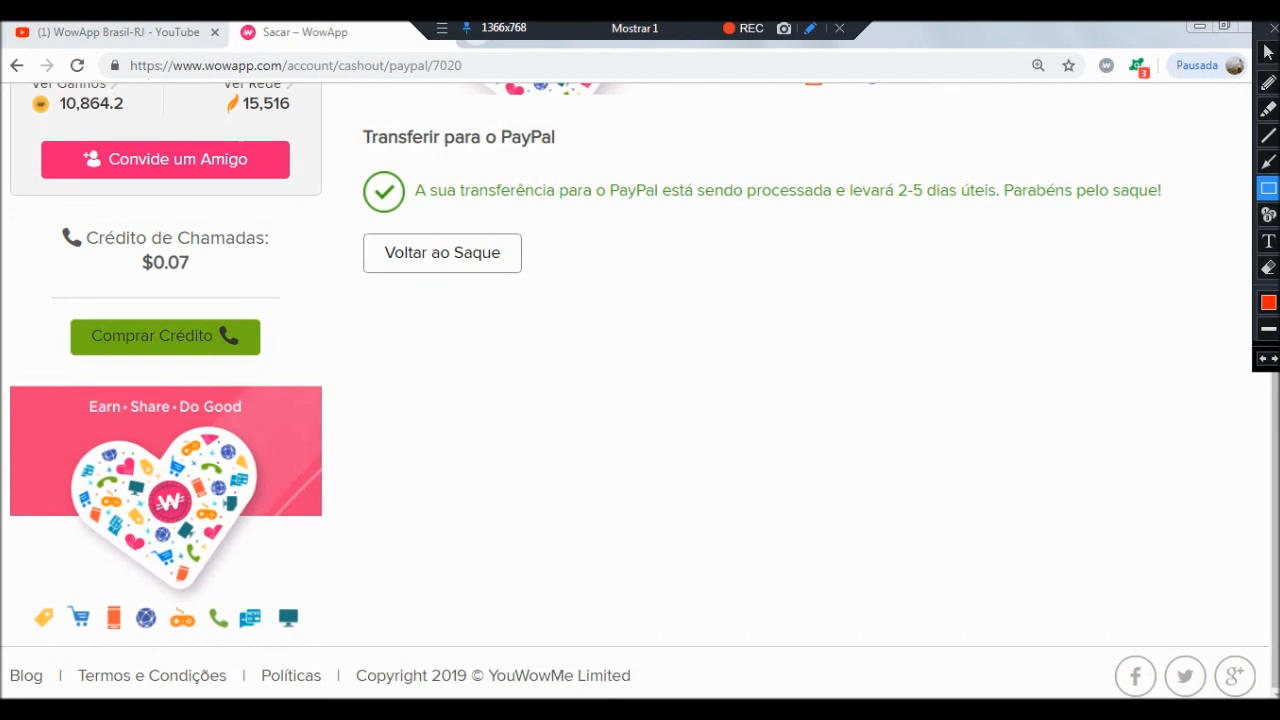 (1) WowApp Brasil-RJ - YouTube
Sacar – WowApp
1366x768
Mostrar1
REC
https://www.wowapp.com/account/cashout/paypal/7020
Pausada
3
Ver Ganhos
Ver Rede
10,864.2
15,516
Convide um Amigo
Transferir para o PayPal
A sua transferência para o PayPal está sendo processada e levará 2-5 dias úteis. Parabéns pelo saque!
Voltar ao Saque
Crédito de Chamadas:
$0.07
Comprar Crédito
Earn • Share • Do Good
W
Blog | Termos e Condições | Políticas | Copyright 2019 © YouWowMe Limited